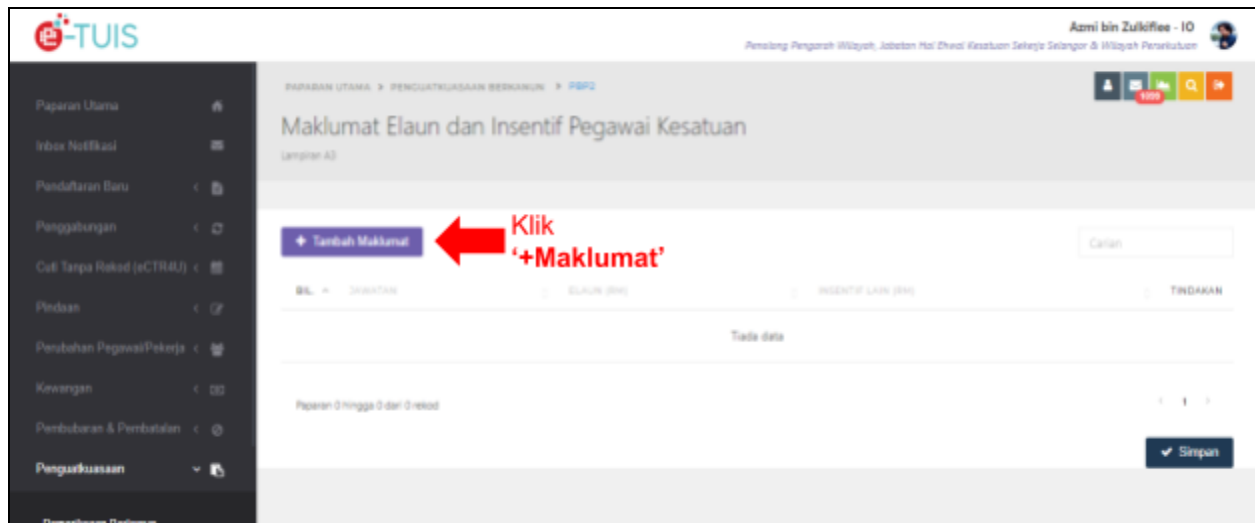 e-TUIS
Azmi bin Zulkiflee - IO
Penolong Pengarah Wilayah, Jabatan Hal Ehwal Kesatuan Sekerja Selangor & Wilayah Persekutuan
Paparan Utama
Inbox Notifikasi
Pendaftaran Baru
Penggabungan
Cuti Tanpa Rekod (eCTR4U)
Pindaan
Perubahan Pegawai/Pekerja
Kewangan
Pembubaran & Pembatalan
Penguatkuasaan
PAPARAN UTAMA > PENGUATKUASAAN BERKANUN > PBP2
1099
Maklumat Elaun dan Insentif Pegawai Kesatuan
Lampiran A3
+ Tambah Maklumat
Klik
‘+Maklumat’
Carian
BIL. JAWATAN ELAUN (RM) INSENTIF LAIN (RM) TINDAKAN
Tiada data
Paparan 0 hingga 0 dari 0 rekod
‹ 1 ›
Simpan